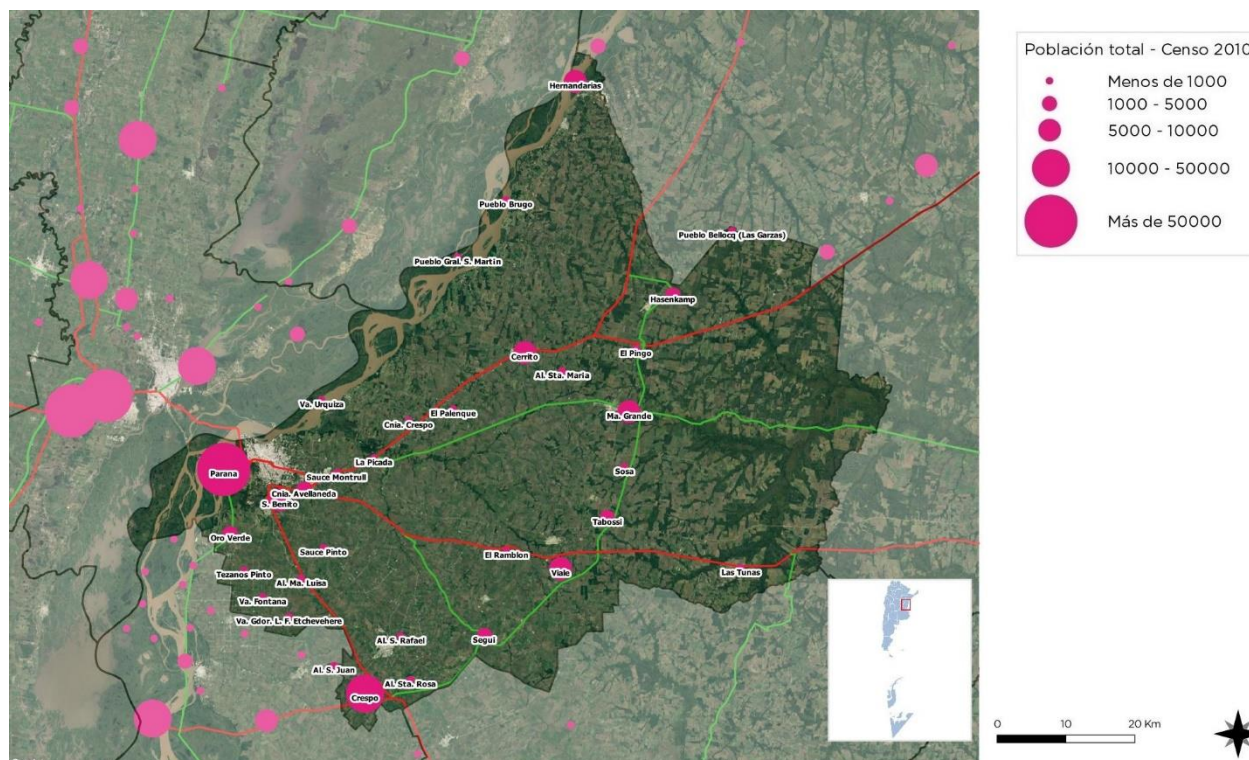 Hernandarias
Pueblo Brugo
Pueblo Bellocq (Las Garzas)
Pueblo Gral. S. Martin
Hasenkamp
Cerrito
El Pingo
Al. Sta. Maria
Va. Urquiza
El Palenque
Ma. Grande
Cnia. Crespo
La Picada
Parana
Sauce Montrull
Sosa
Cnia. Avellaneda
S. Benito
Tabossi
Oro Verde
Sauce Pinto
El Ramblon
Viale
Las Tunas
Tezanos Pinto
Al. Ma. Luisa
Va. Fontana
Va. Gdor. L. F. Etchevehere
Al. S. Rafael
Segui
Al. S. Juan
Al. Sta. Rosa
Crespo
Población total - Censo 2010
Menos de 1000
1000 - 5000
5000 - 10000
10000 - 50000
Más de 50000
0 10 20 Km